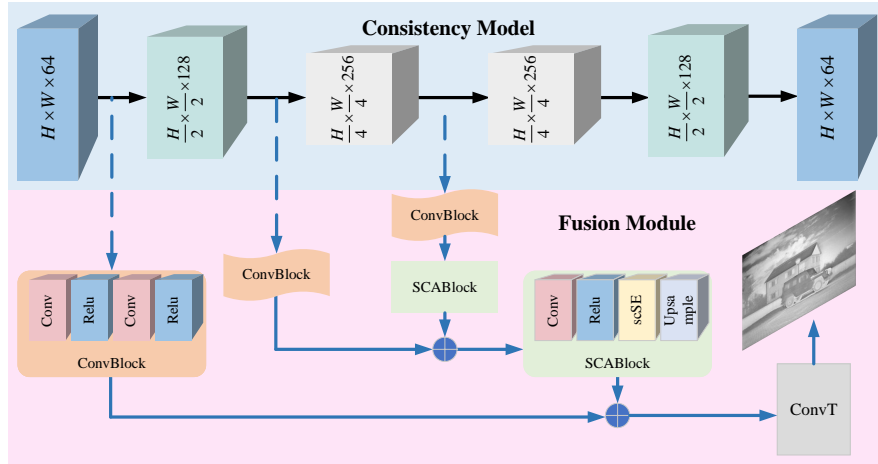 Consistency Model
H × W × 64
H/2 × W/2 × 128
H/4 × W/4 × 256
H/4 × W/4 × 256
H/2 × W/2 × 128
H × W × 64
Fusion Module
ConvBlock
ConvBlock
SCABlock
Conv
Relu
Conv
Relu
ConvBlock
Conv
Relu
scSE
Upsa
mple
SCABlock
ConvT